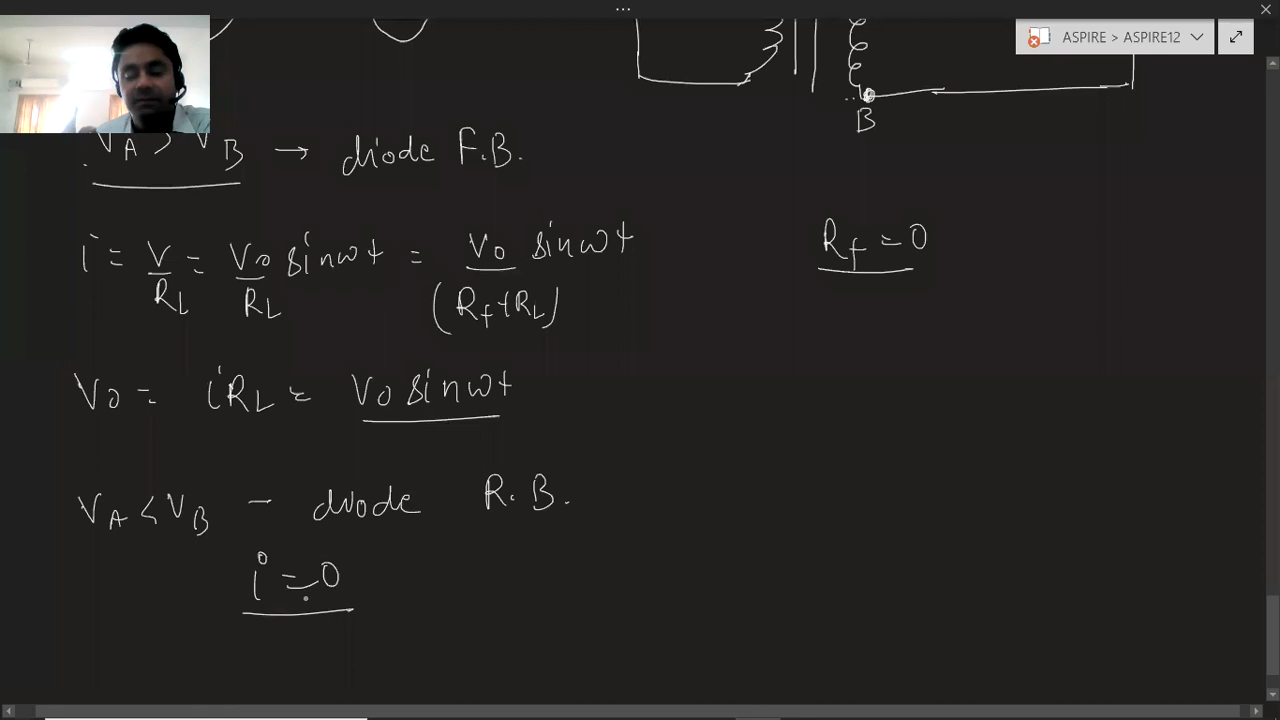 ASPIRE > ASPIRE12
B
VA > VB → diode F.B.
i = V/RL = V0/RL sinωt = V0/(Rf+RL) sinωt
Rf = 0
V0 = iRL = V0 sinωt
VA < VB - diode R.B.
i = 0